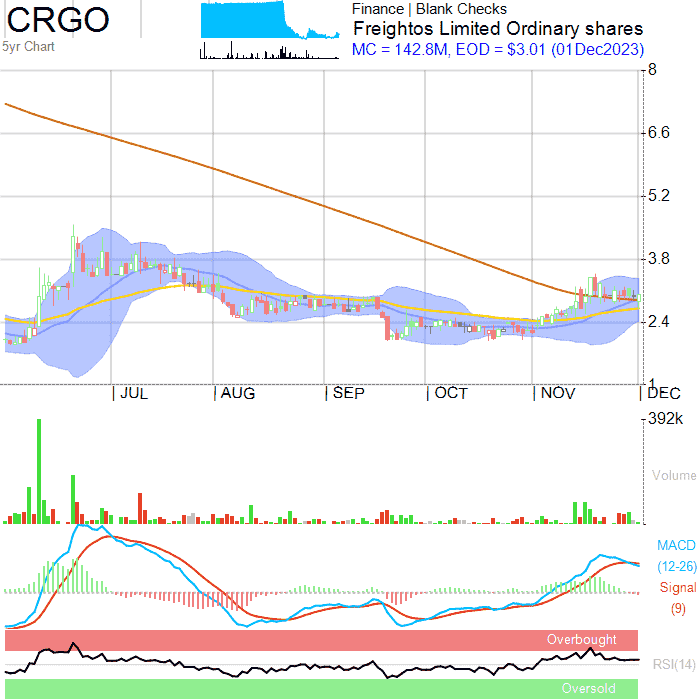 CRGO
5yr Chart
Finance | Blank Checks
Freightos Limited Ordinary shares
MC = 142.8M, EOD = $3.01 (01Dec2023)
8
6.6
5.2
3.8
2.4
1
JUL AUG SEP OCT NOV DEC
392k
Volume
MACD
(12-26)
Signal
(9)
Overbought
RSI(14)
Oversold